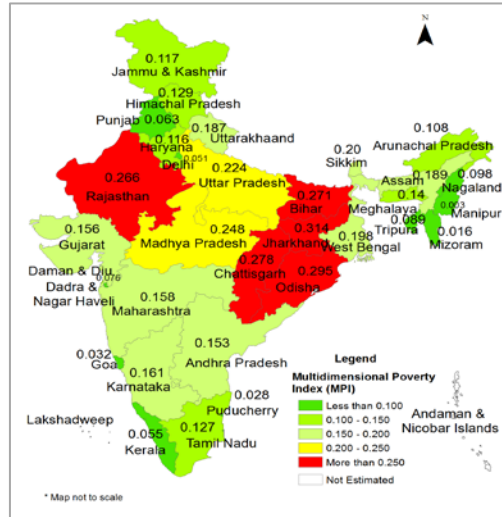 N
0.117
Jammu & Kashmir
0.129
Himachal Pradesh
Punjab 0.063
0.116
Haryana
0.187
Uttarakhaand
Delhi 0.051
0.108
Arunachal Pradesh
0.20
Sikkim
0.266
Rajasthan
0.224
Uttar Pradesh
0.189
Assam
0.098
Nagaland
0.271
Bihar
0.14
Meghalaya
0.003
Manipur
0.089
Tripura
0.016
Mizoram
0.156
Gujarat
0.248
Madhya Pradesh
0.314
Jharkhand
0.198
West Bengal
0.278
Chattisgarh
0.295
Odisha
Daman & Diu
0.076
Dadra &
Nagar Haveli
0.158
Maharashtra
0.153
Andhra Pradesh
0.032
Goa
0.161
Karnataka
0.028
Puducherry
Lakshadweep
0.055
Kerala
0.127
Tamil Nadu
Andaman &
Nicobar Islands
Legend
Multidimensional Poverty
Index (MPI)
Less than 0.100
0.100 - 0.150
0.150 - 0.200
0.200 - 0.250
More than 0.250
Not Estimated
* Map not to scale